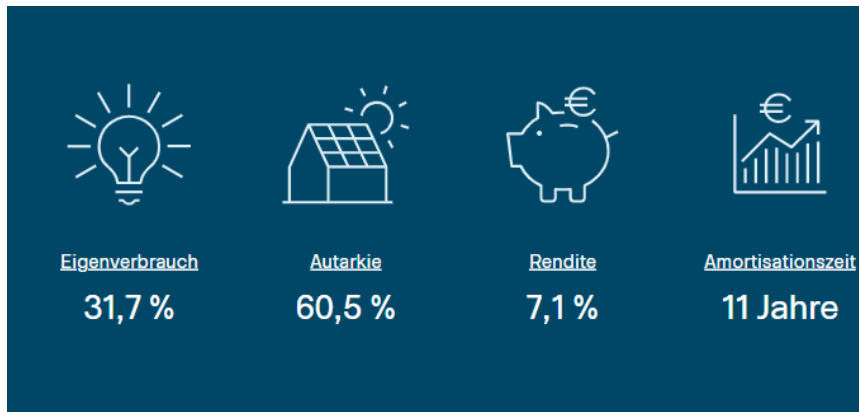 Eigenverbrauch
31,7 %
Autarkie
60,5 %
€
Rendite
7,1 %
€
Amortisationszeit
11 Jahre